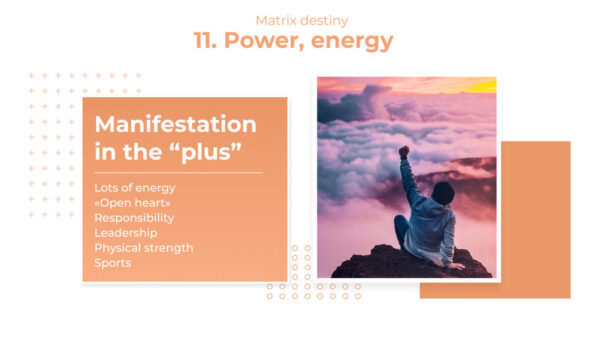 Matrix destiny
11. Power, energy
Manifestation
in the “plus”
Lots of energy
«Open heart»
Responsibility
Leadership
Physical strength
Sports